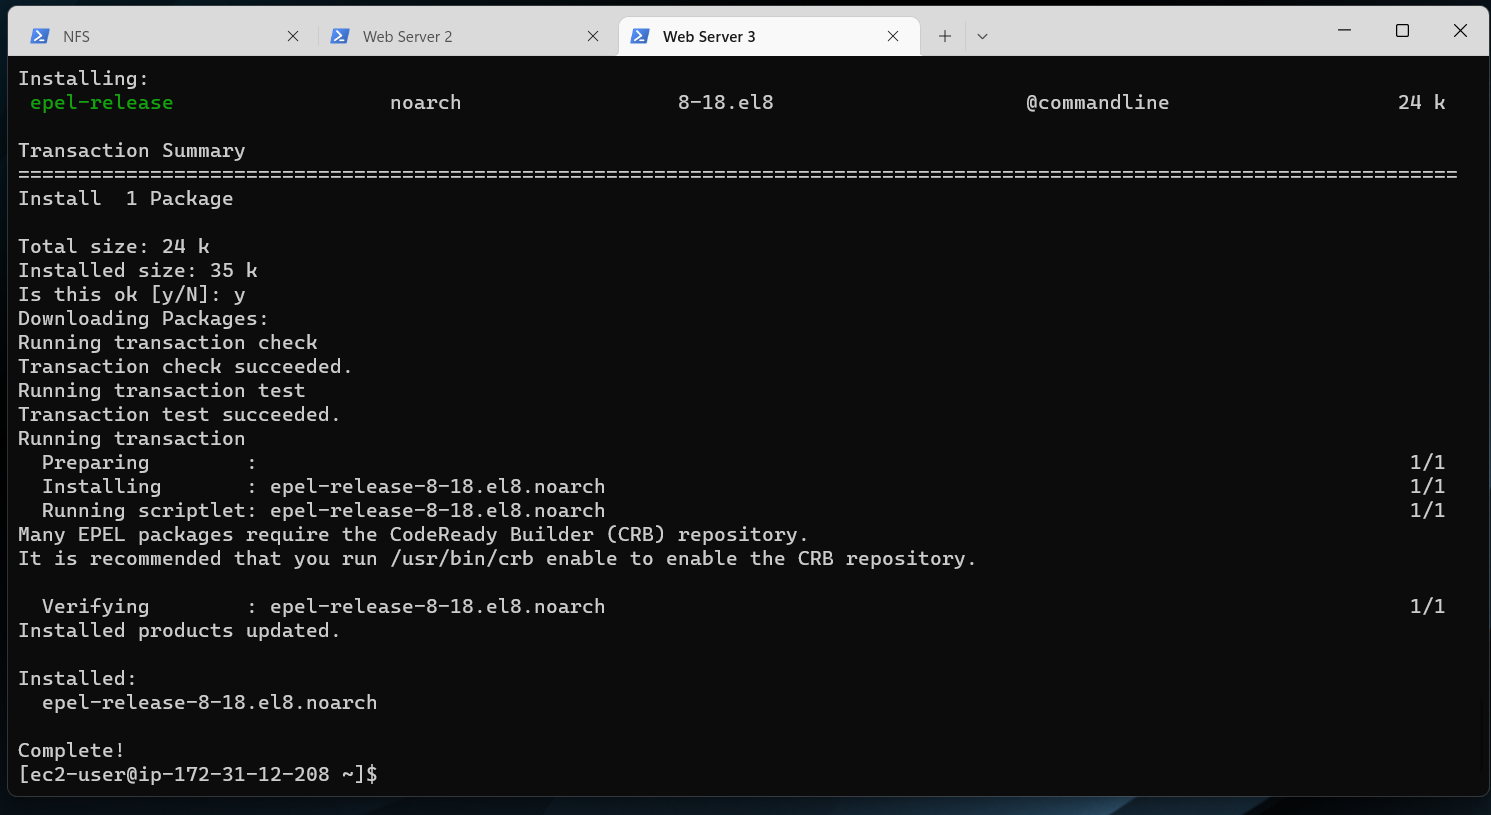 NFS
Web Server 2
Web Server 3
Installing:
epel-release noarch 8-18.el8 @commandline 24 k
Transaction Summary
========================================================================================================================
Install  1 Package
Total size: 24 k
Installed size: 35 k
Is this ok [y/N]: y
Downloading Packages:
Running transaction check
Transaction check succeeded.
Running transaction test
Transaction test succeeded.
Running transaction
Preparing        : 1/1
Installing       : epel-release-8-18.el8.noarch 1/1
Running scriptlet: epel-release-8-18.el8.noarch 1/1
Many EPEL packages require the CodeReady Builder (CRB) repository.
It is recommended that you run /usr/bin/crb enable to enable the CRB repository.
Verifying        : epel-release-8-18.el8.noarch 1/1
Installed products updated.
Installed:
epel-release-8-18.el8.noarch
Complete!
[ec2-user@ip-172-31-12-208 ~]$